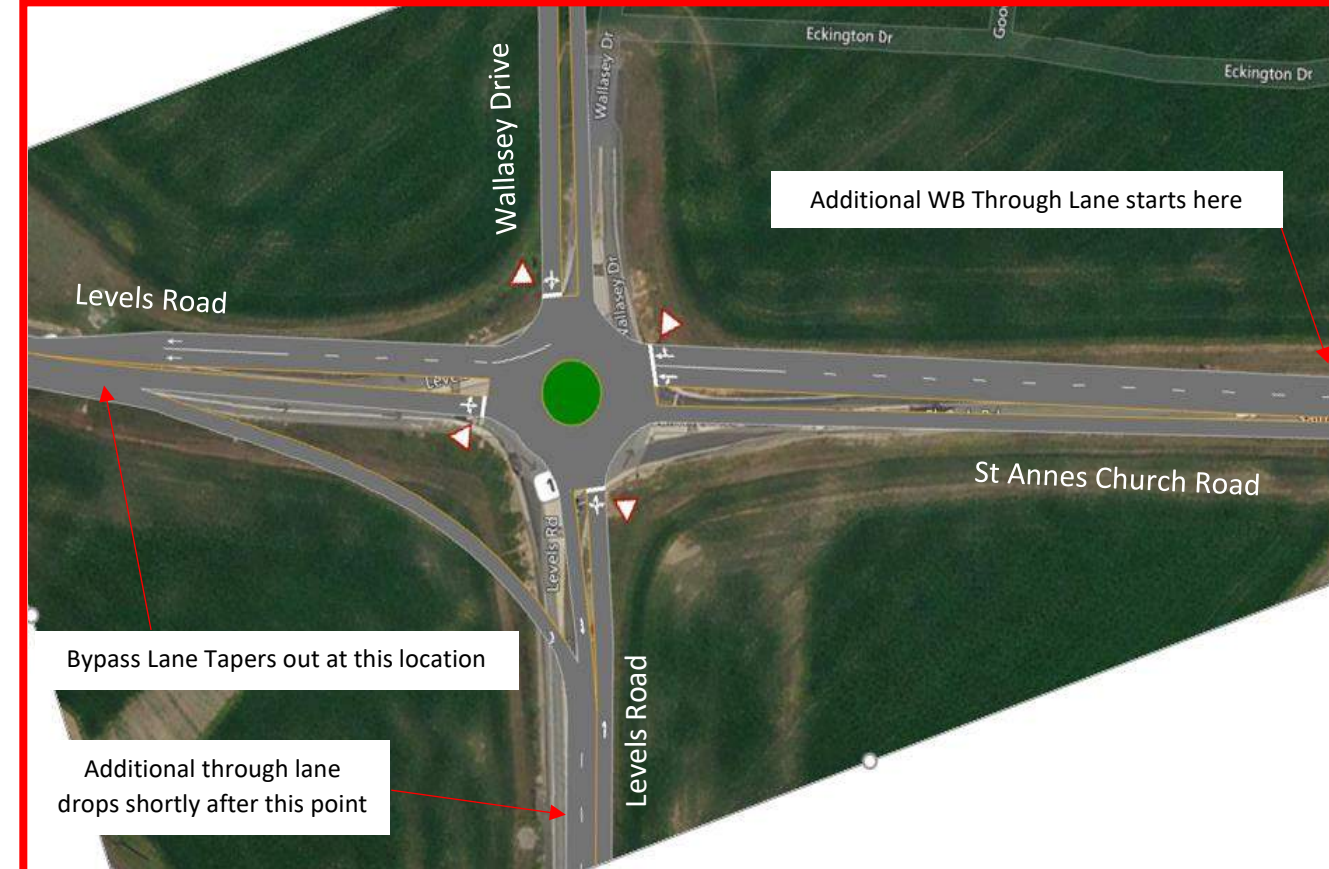 Eckington Dr
Eckington Dr
Wallasey Dr
Wallasey Drive
Additional WB Through Lane starts here
Wallasey Dr
Levels Road
St Annes Church Road
Levels Rd
Bypass Lane Tapers out at this location
Levels Road
Additional through lane
drops shortly after this point